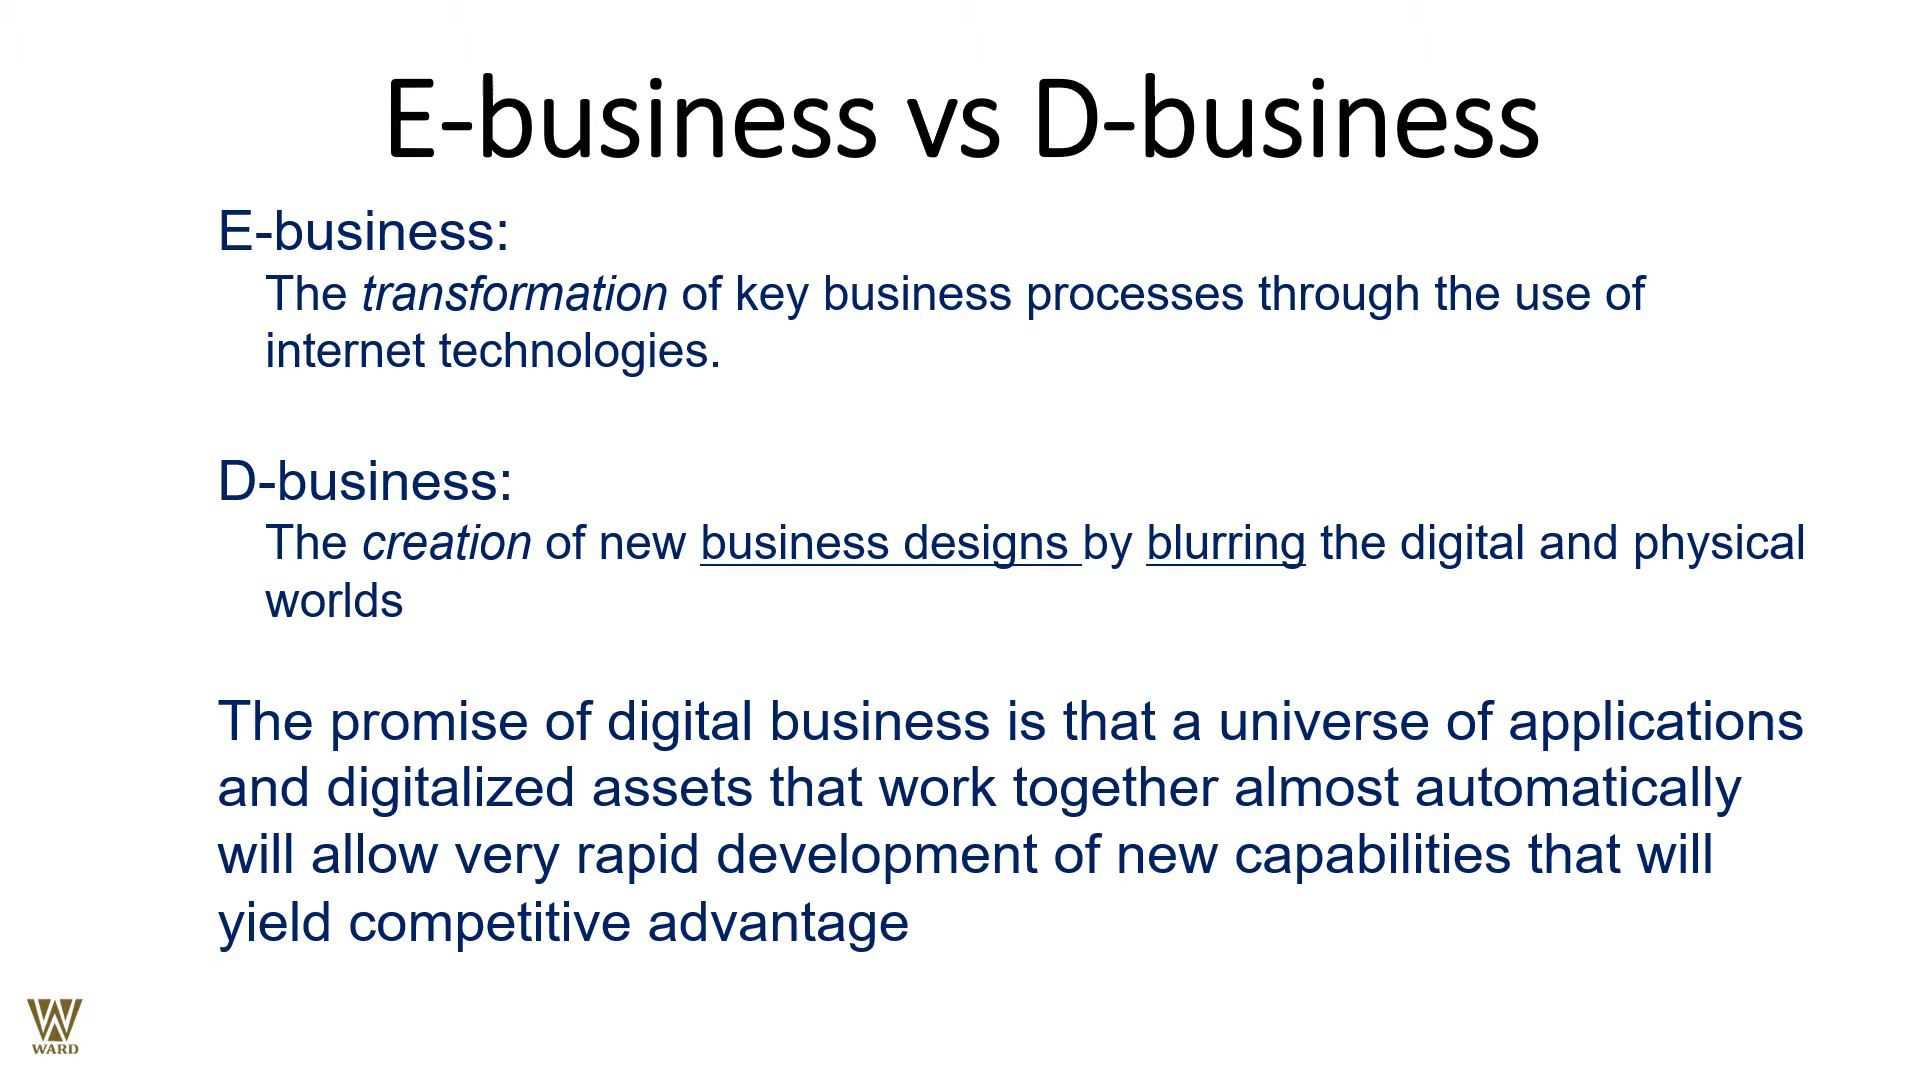 E-business vs D-business
E-business:
The transformation of key business processes through the use of
internet technologies.
D-business:
The creation of new business designs by blurring the digital and physical
worlds
The promise of digital business is that a universe of applications
and digitalized assets that work together almost automatically
will allow very rapid development of new capabilities that will
yield competitive advantage
WARD